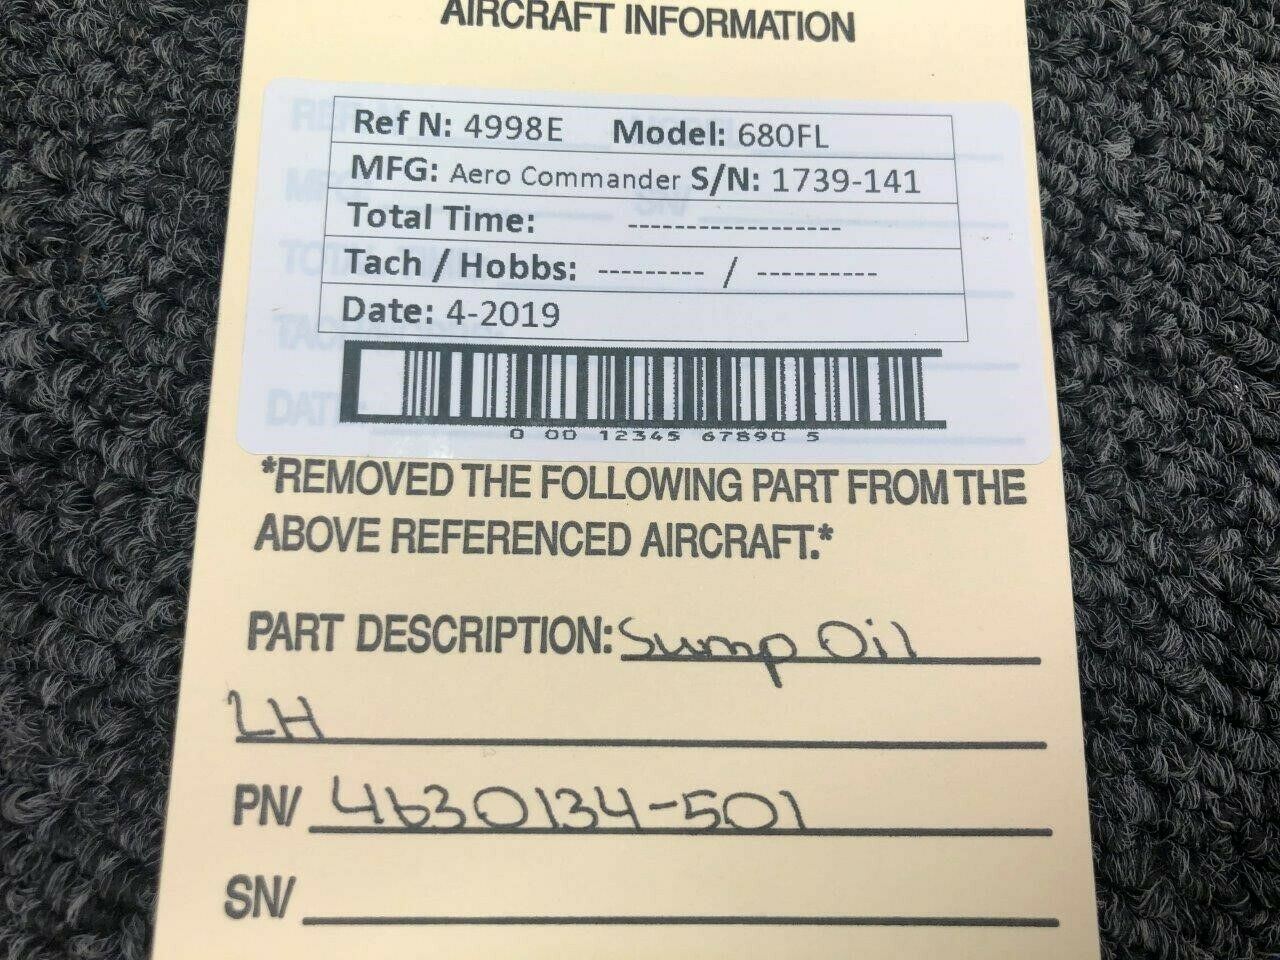 AIRCRAFT INFORMATION
Ref N: 4998E Model: 680FL
MFG: Aero Commander S/N: 1739-141
Total Time: -----------------
Tach / Hobbs: --------- / ----------
Date: 4-2019
0 00 12345 67890 5
*REMOVED THE FOLLOWING PART FROM THE
ABOVE REFERENCED AIRCRAFT.*
PART DESCRIPTION: Sump Oil
LH
PN/ 4630134-501
SN/